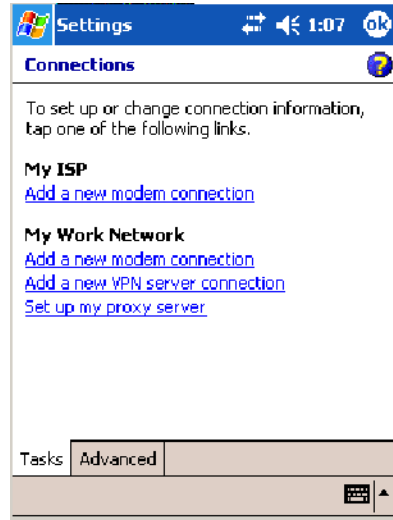 Settings 1:07 ok
Connections ?
To set up or change connection information,
tap one of the following links.
My ISP
Add a new modem connection
My Work Network
Add a new modem connection
Add a new VPN server connection
Set up my proxy server
Tasks Advanced